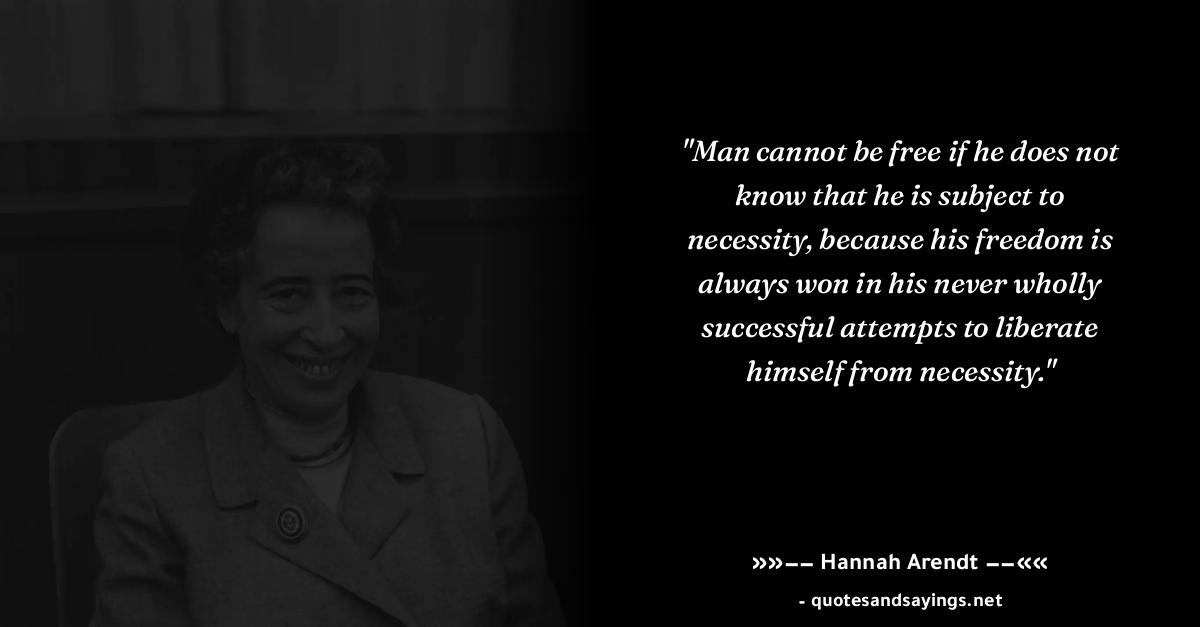 "Man cannot be free if he does not
know that he is subject to
necessity, because his freedom is
always won in his never wholly
successful attempts to liberate
himself from necessity."
»»−− Hannah Arendt −−««
- quotesandsayings.net